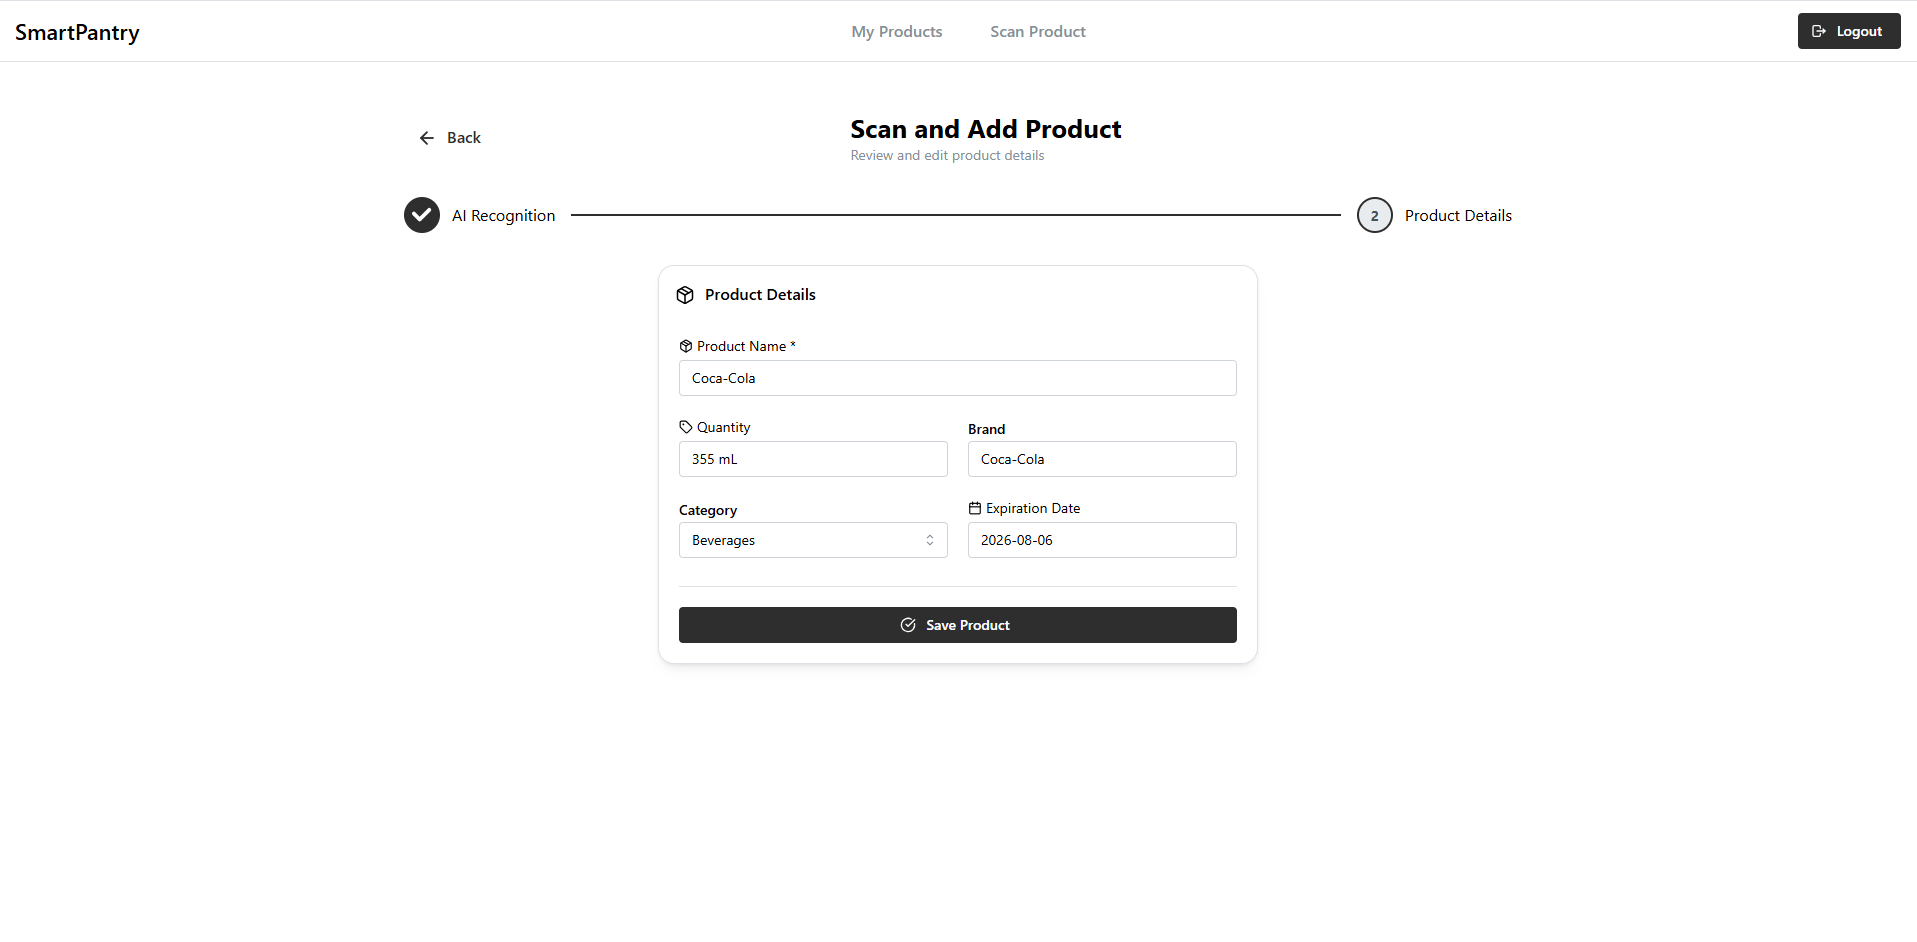 SmartPantry
My Products
Scan Product
Logout
Back
Scan and Add Product
Review and edit product details
AI Recognition
2
Product Details
Product Details
Product Name *
Coca-Cola
Quantity
Brand
355 mL
Coca-Cola
Category
Expiration Date
Beverages
2026-08-06
Save Product